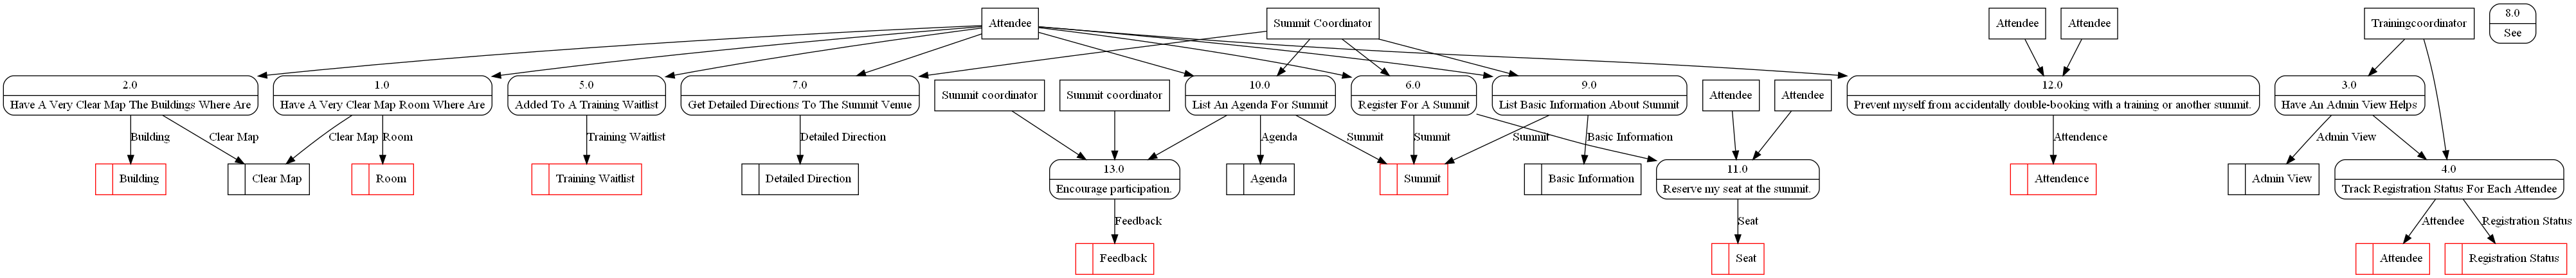 Attendee
Summit Coordinator
Attendee
Attendee
Trainingcoordinator
8.0
See
2.0
Have A Very Clear Map The Buildings Where Are
1.0
Have A Very Clear Map Room Where Are
5.0
Added To A Training Waitlist
7.0
Get Detailed Directions To The Summit Venue
Summit coordinator
Summit coordinator
10.0
List An Agenda For Summit
6.0
Register For A Summit
9.0
List Basic Information About Summit
Attendee
Attendee
12.0
Prevent myself from accidentally double-booking with a training or another summit.
3.0
Have An Admin View Helps
Building
Clear Map
Clear Map
Room
Training Waitlist
Detailed Direction
Agenda
Summit
Summit
Summit
Basic Information
Attendence
Admin View
Building
Clear Map
Room
Training Waitlist
Detailed Direction
13.0
Encourage participation.
Agenda
Summit
Basic Information
11.0
Reserve my seat at the summit.
Attendence
Admin View
4.0
Track Registration Status For Each Attendee
Feedback
Seat
Attendee
Registration Status
Feedback
Seat
Attendee
Registration Status